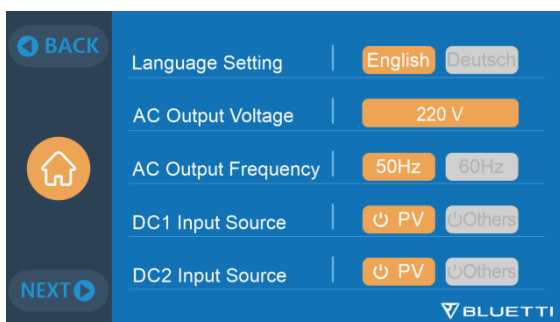 BACK
Language Setting English Deutsch
AC Output Voltage 220 V
AC Output Frequency 50Hz 60Hz
DC1 Input Source PV Others
DC2 Input Source PV Others
NEXT
BLUETTI